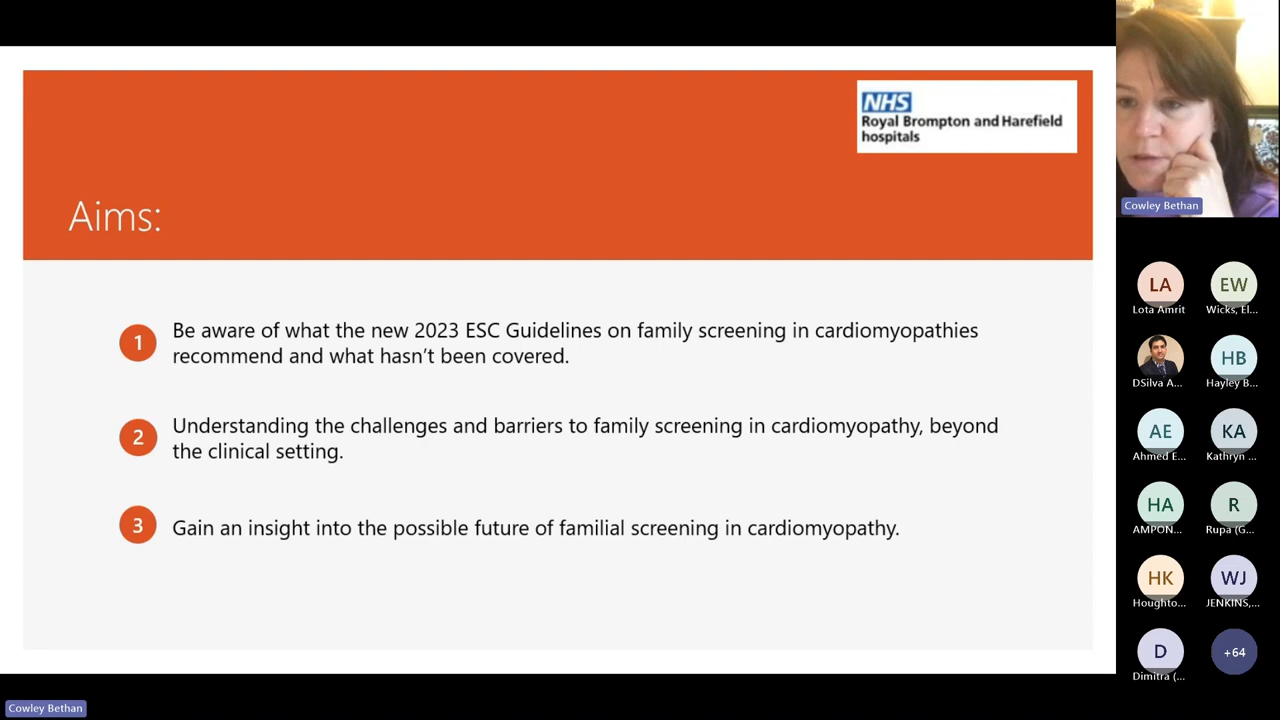 NHS
Royal Brompton and Harefield
hospitals
Aims:
1
Be aware of what the new 2023 ESC Guidelines on family screening in cardiomyopathies
recommend and what hasn't been covered.
2
Understanding the challenges and barriers to family screening in cardiomyopathy, beyond
the clinical setting.
3
Gain an insight into the possible future of familial screening in cardiomyopathy.
Cowley Bethan
LA
Lota Amrit
EW
Wicks, El...
DSilva A...
HB
Hayley B...
AE
Ahmed E...
KA
Kathryn ...
HA
AMPON...
R
Rupa (G...
HK
Houghto...
WJ
JENKINS,...
D
Dimitra (...
+64
Cowley Bethan